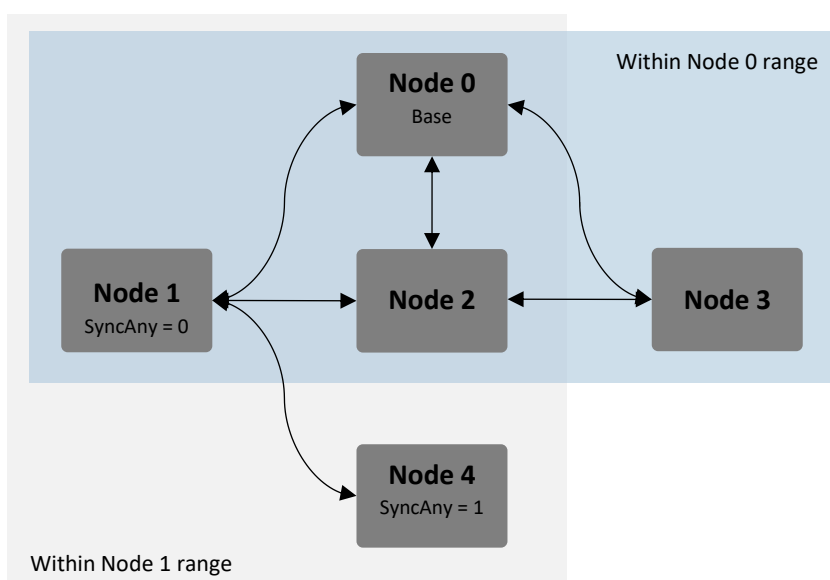 Within Node 0 range
Node 0
Base
Node 1
SyncAny = 0
Node 2
Node 3
Node 4
SyncAny = 1
Within Node 1 range